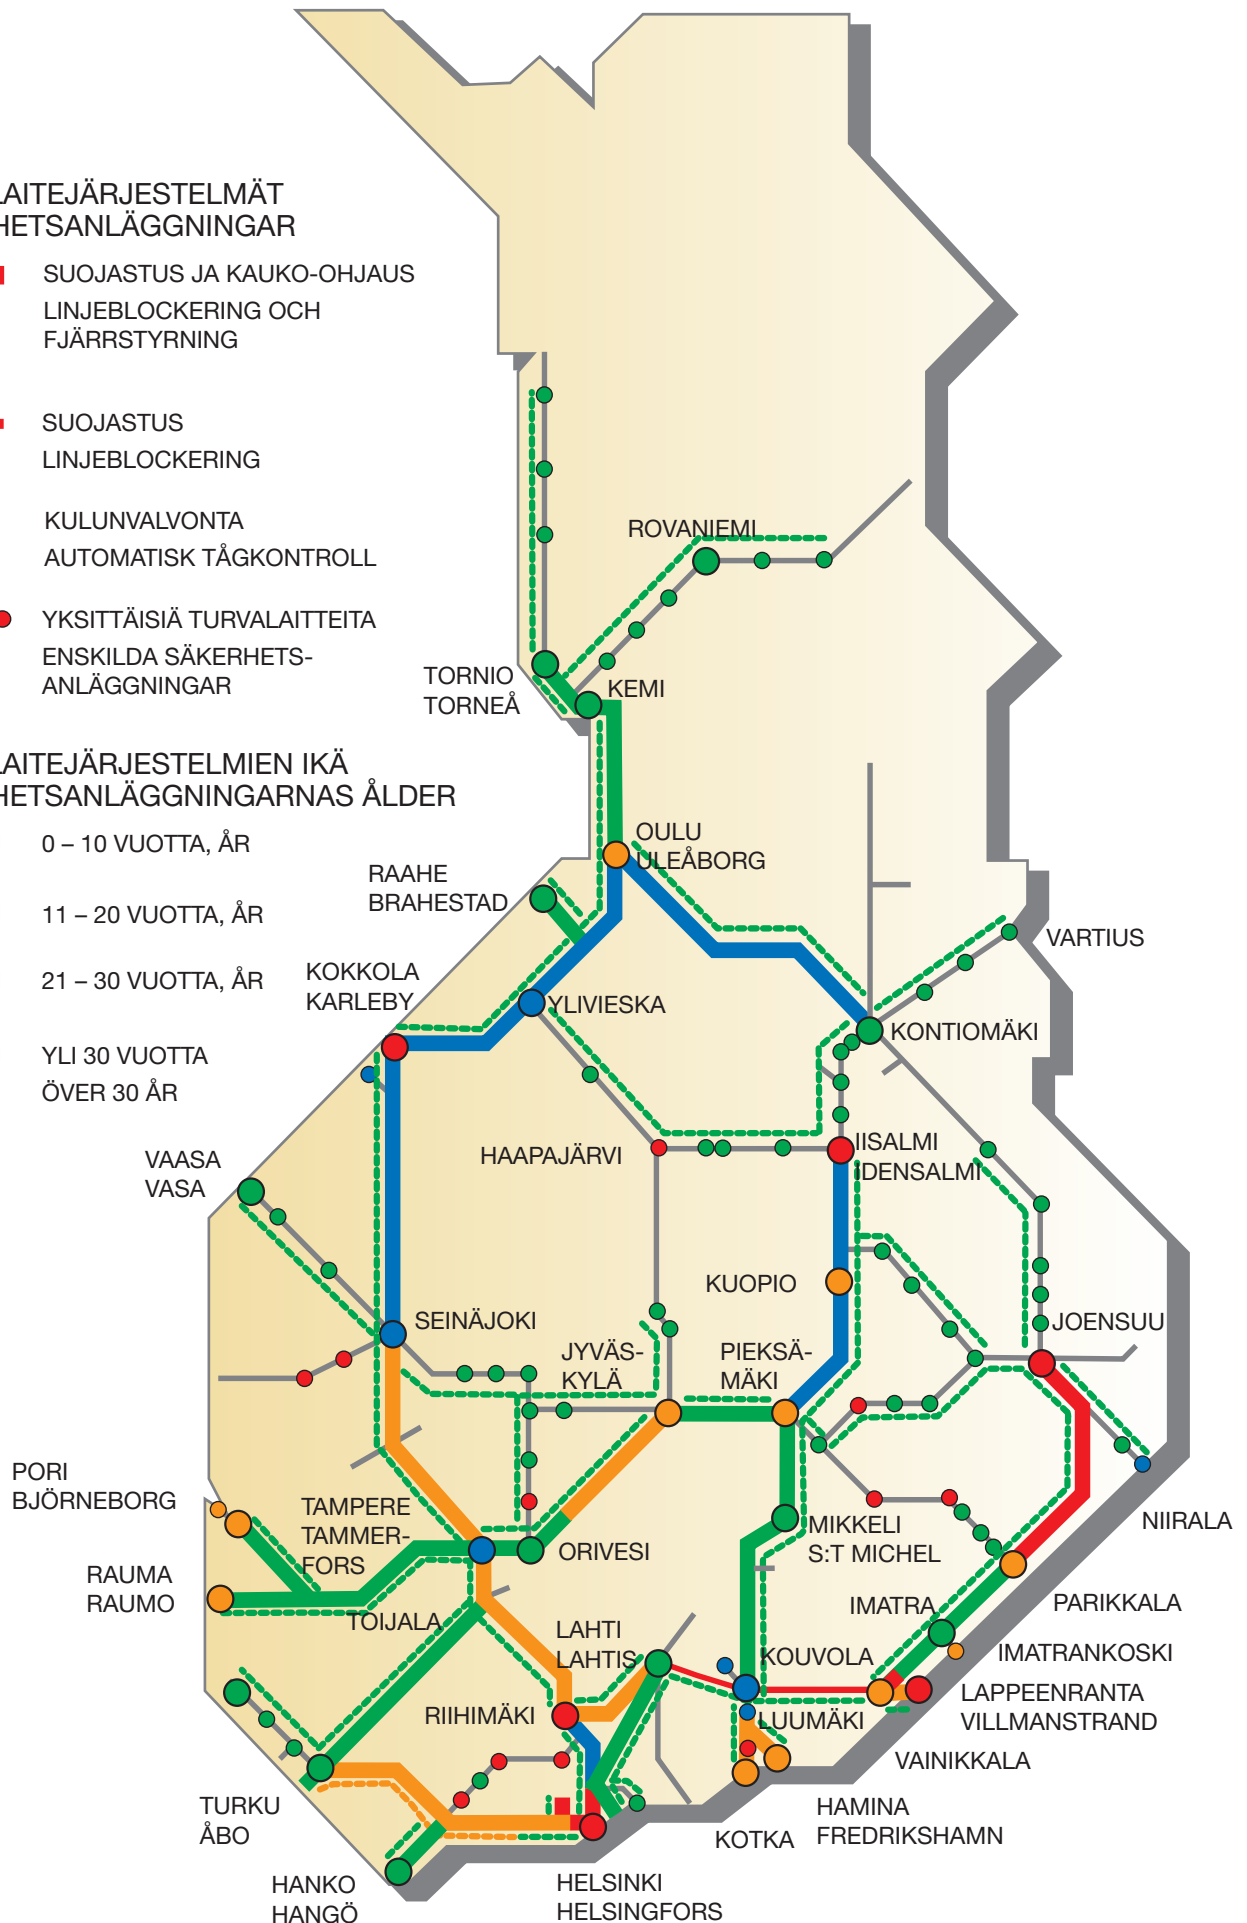 LAITEJÄRJESTELMÄT
HETSANLÄGGNINGAR
SUOJASTUS JA KAUKO-OHJAUS
LINJEBLOCKERING OCH
FJÄRRSTYRNING
SUOJASTUS
LINJEBLOCKERING
KULUNVALVONTA
AUTOMATISK TÅGKONTROLL
YKSITTÄISIÄ TURVALAITTEITA
ENSKILDA SÄKERHETS-
ANLÄGGNINGAR
LAITEJÄRJESTELMIEN IKÄ
HETSANLÄGGNINGARNAS ÅLDER
0 – 10 VUOTTA, ÅR
11 – 20 VUOTTA, ÅR
21 – 30 VUOTTA, ÅR
YLI 30 VUOTTA
ÖVER 30 ÅR
ROVANIEMI
TORNIO
TORNEÅ
KEMI
OULU
ULEÅBORG
RAAHE
BRAHESTAD
VARTIUS
KOKKOLA
KARLEBY
YLIVIESKA
KONTIOMÄKI
HAAPAJÄRVI
IISALMI
IDENSALMI
VAASA
VASA
KUOPIO
SEINÄJOKI
JOENSUU
JYVÄS-
KYLÄ
PIEKSÄ-
MÄKI
PORI
BJÖRNEBORG
TAMPERE
TAMMER-
FORS
ORIVESI
MIKKELI
S:T MICHEL
NIIRALA
RAUMA
RAUMO
TOIJALA
IMATRA
PARIKKALA
LAHTI
LAHTIS
KOUVOLA
IMATRANKOSKI
RIIHIMÄKI
LUUMÄKI
LAPPEENRANTA
VILLMANSTRAND
VAINIKKALA
TURKU
ÅBO
KOTKA
HAMINA
FREDRIKSHAMN
HANKO
HANGÖ
HELSINKI
HELSINGFORS